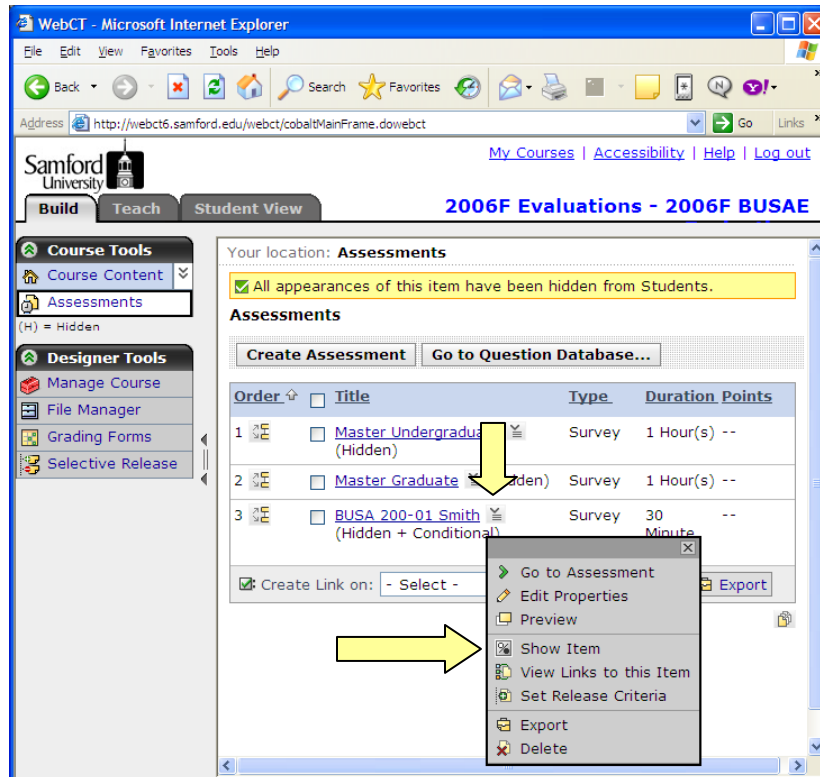 WebCT - Microsoft Internet Explorer
File Edit View Favorites Tools Help
Back Search Favorites
Address http://webct6.samford.edu/webct/cobaltMainFrame.dowebct Go Links
Samford University
My Courses | Accessibility | Help | Log out
Build Teach Student View 2006F Evaluations - 2006F BUSAE
Course Tools
Course Content
Assessments
(H) = Hidden
Designer Tools
Manage Course
File Manager
Grading Forms
Selective Release
Your location: Assessments
All appearances of this item have been hidden from Students.
Assessments
Create Assessment Go to Question Database...
Order Title Type Duration Points
1 Master Undergradua Survey 1 Hour(s) --
(Hidden)
2 Master Graduate dden) Survey 1 Hour(s) --
3 BUSA 200-01 Smith Survey 30 --
(Hidden + Conditional) Minute
Create Link on: - Select - Export
Go to Assessment
Edit Properties
Preview
Show Item
View Links to this Item
Set Release Criteria
Export
Delete